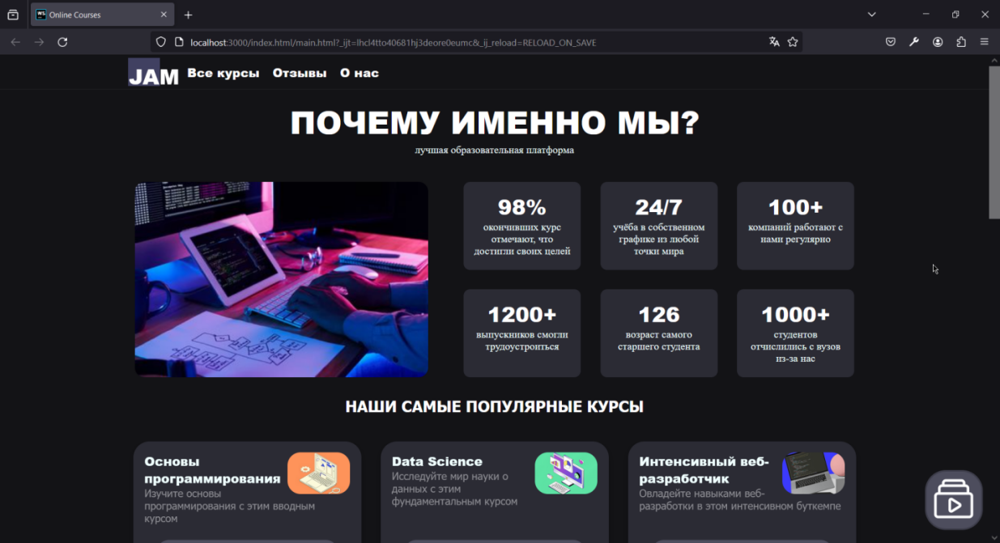 Online Courses
localhost:3000/index.html/main.html?_ijt=lhcl4tto40681hj3deore0eumc&_ij_reload=RELOAD_ON_SAVE
JAM Все курсы Отзывы О нас
ПОЧЕМУ ИМЕННО МЫ?
лучшая образовательная платформа
98%
окончивших курс
отмечают, что
достигли своих целей
24/7
учёба в собственном
графике из любой
точки мира
100+
компаний работают с
нами регулярно
1200+
выпускников смогли
трудоустроиться
126
возраст самого
старшего студента
1000+
студентов
отчислились с вузов
из-за нас
НАШИ САМЫЕ ПОПУЛЯРНЫЕ КУРСЫ
Основы
программирования
Изучите основы
программирования с этим вводным
курсом
Data Science
Исследуйте мир науки о
данных с этим
фундаментальным курсом
Интенсивный веб-
разработчик
Овладейте навыками веб-
разработки в этом интенсивном буткемпе